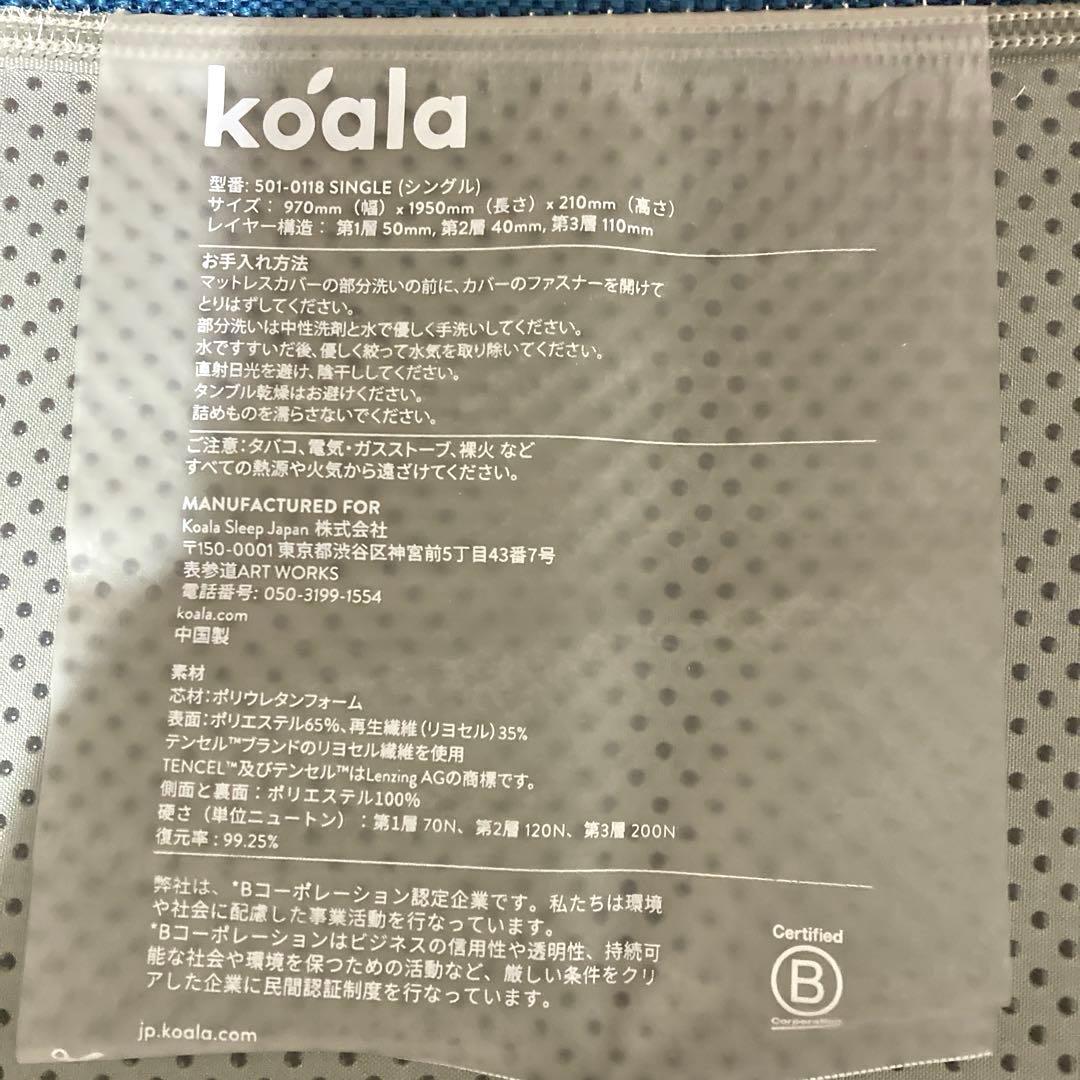 koala
型番: 501-0118 SINGLE (シングル)
サイズ： 970mm（幅）x 1950mm（長さ）x 210mm（高さ）
レイヤー構造： 第1層 50mm, 第2層 40mm, 第3層 110mm
お手入れ方法
マットレスカバーの部分洗いの前に、カバーのファスナーを開けて
とりはずしてください。
部分洗いは中性洗剤と水で優しく手洗いしてください。
水ですすいだ後、優しく絞って水気を取り除いてください。
直射日光を避け、陰干ししてください。
タンブル乾燥はお避けください。
詰めものを濡らさないでください。
ご注意：タバコ、電気・ガスストーブ、裸火 など
すべての熱源や火気から遠ざけてください。
MANUFACTURED FOR
Koala Sleep Japan 株式会社
〒150-0001 東京都渋谷区神宮前5丁目43番7号
表参道ART WORKS
電話番号: 050-3199-1554
koala.com
中国製
素材
芯材：ポリウレタンフォーム
表面：ポリエステル65%、再生繊維（リヨセル）35%
テンセル™ブランドのリヨセル繊維を使用
TENCEL™及びテンセル™はLenzing AGの商標です。
側面と裏面：ポリエステル100%
硬さ（単位ニュートン）：第1層 70N、第2層 120N、第3層 200N
復元率 : 99.25%
弊社は、*Bコーポレーション認定企業です。私たちは環境
や社会に配慮した事業活動を行なっています。
*Bコーポレーションはビジネスの信用性や透明性、持続可
能な社会や環境を保つための活動など、厳しい条件をクリ
アした企業に民間認証制度を行なっています。
Certified
B
Corporation
jp.koala.com